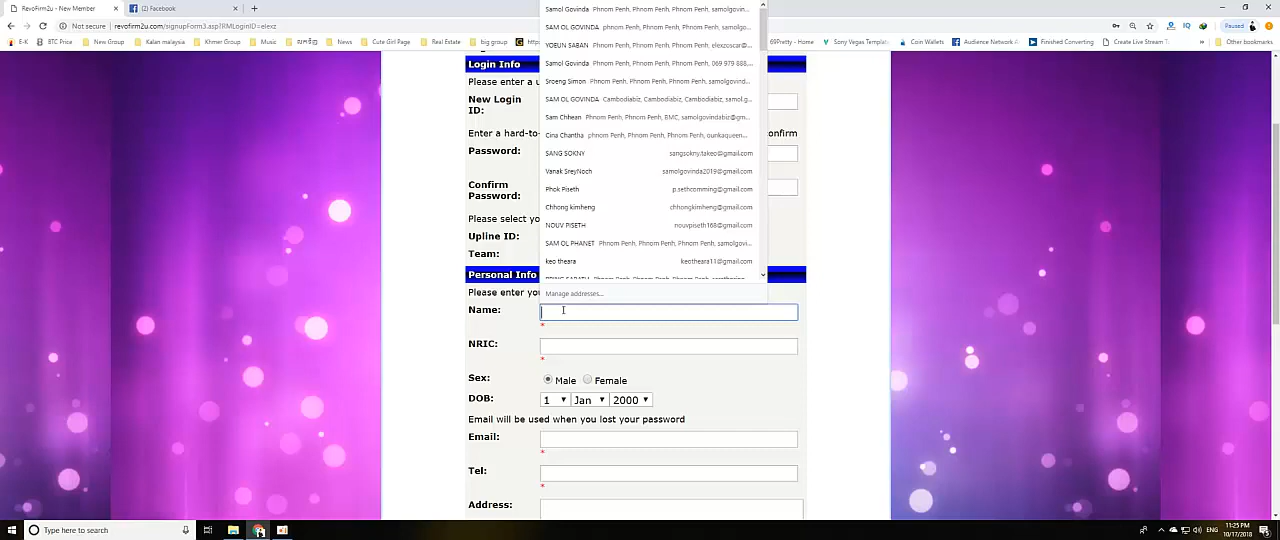 RevoFirm2u - New Member
(2) Facebook
Not secure | revofirm2u.com/signupForm3.asp?RMLoginID=elexz
Paused
E-K
BTC Price
New Group
Kalan malaysia
Khmer Group
News
Cute Girl Page
Real Estate
big group
69Pretty - Home
Sony Vegas Templat
Coin Wallets
Audience Network
Finished Converting
Create Live Stream
Other bookmarks
Samol Govinda Phnom Penh, Phnom Penh, Phnom Penh, samolgovin...
SAM OL GOVINDA phnom Penh, Phnom Penh, Phnom Penh, samolgo...
YOEUN SABAN Phnom Penh, Phnom Penh, Phnom Penh, elexzuscar@...
Samol Govinda Phnom Penh, Phnom Penh, Phnom Penh, 069 979 888,...
Sroeng Simon Phnom Penh, Phnom Penh, Phnom Penh, samolgovind...
SAM OL GOVINDA Cambodiabiz, Cambodiabiz, Cambodiabiz, samol.g...
Sam Chhean Phnom Penh, Phnom Penh, BMC, samolgovindabiz@gm...
Cina Chantha phnom Penh, Phnom Penh, Phnom Penh, ounkaqueen...
SANG SOKNY sangsokny.takeo@gmail.com
Vanak SreyNoch samolgovinda2019@gmail.com
Phok Piseth p.sethcomming@gmail.com
Chhong kimheng chhongkimheng@gmail.com
NOUV PISETH nouvpiseth168@gmail.com
SAM OL PHANET Phnom Penh, Phnom Penh, Phnom Penh, samolgovi...
keo theara keotheara11@gmail.com
Manage addresses...
Login Info
Please enter a u
New Login
ID:
Enter a hard-to- confirm
Password:
Confirm
Password:
Please select yo
Upline ID:
Team:
Personal Info
Please enter you
Name:
*
NRIC:
*
Sex: Male Female
DOB: 1 Jan 2000
Email will be used when you lost your password
Email:
*
Tel:
*
Address:
Type here to search
ENG
11:25 PM
10/17/2018